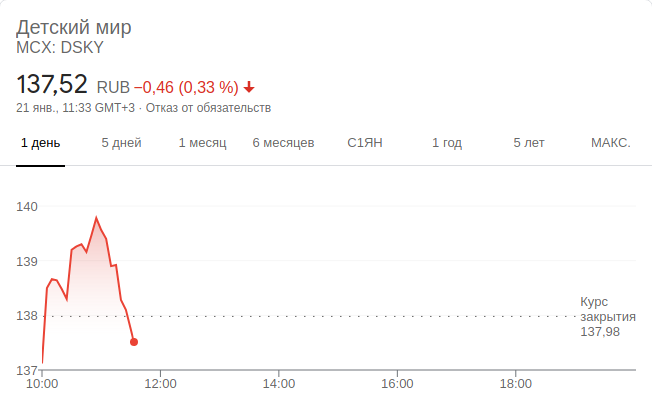 Детский мир
MCX: DSKY
137,52 RUB −0,46 (0,33 %)
21 янв., 11:33 GMT+3 · Отказ от обязательств
1 день 5 дней 1 месяц 6 месяцев С1ЯН 1 год 5 лет МАКС.
140
139
138
137
Курс
закрытия
137,98
10:00 12:00 14:00 16:00 18:00